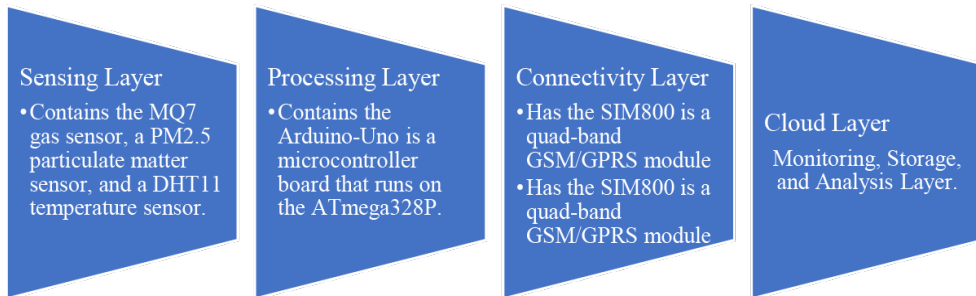 Sensing Layer
•Contains the MQ7
gas sensor, a PM2.5
particulate matter
sensor, and a DHT11
temperature sensor.
Processing Layer
•Contains the
Arduino-Uno is a
microcontroller
board that runs on
the ATmega328P.
Connectivity Layer
•Has the SIM800 is a
quad-band
GSM/GPRS module
•Has the SIM800 is a
quad-band
GSM/GPRS module
Cloud Layer
Monitoring, Storage,
and Analysis Layer.